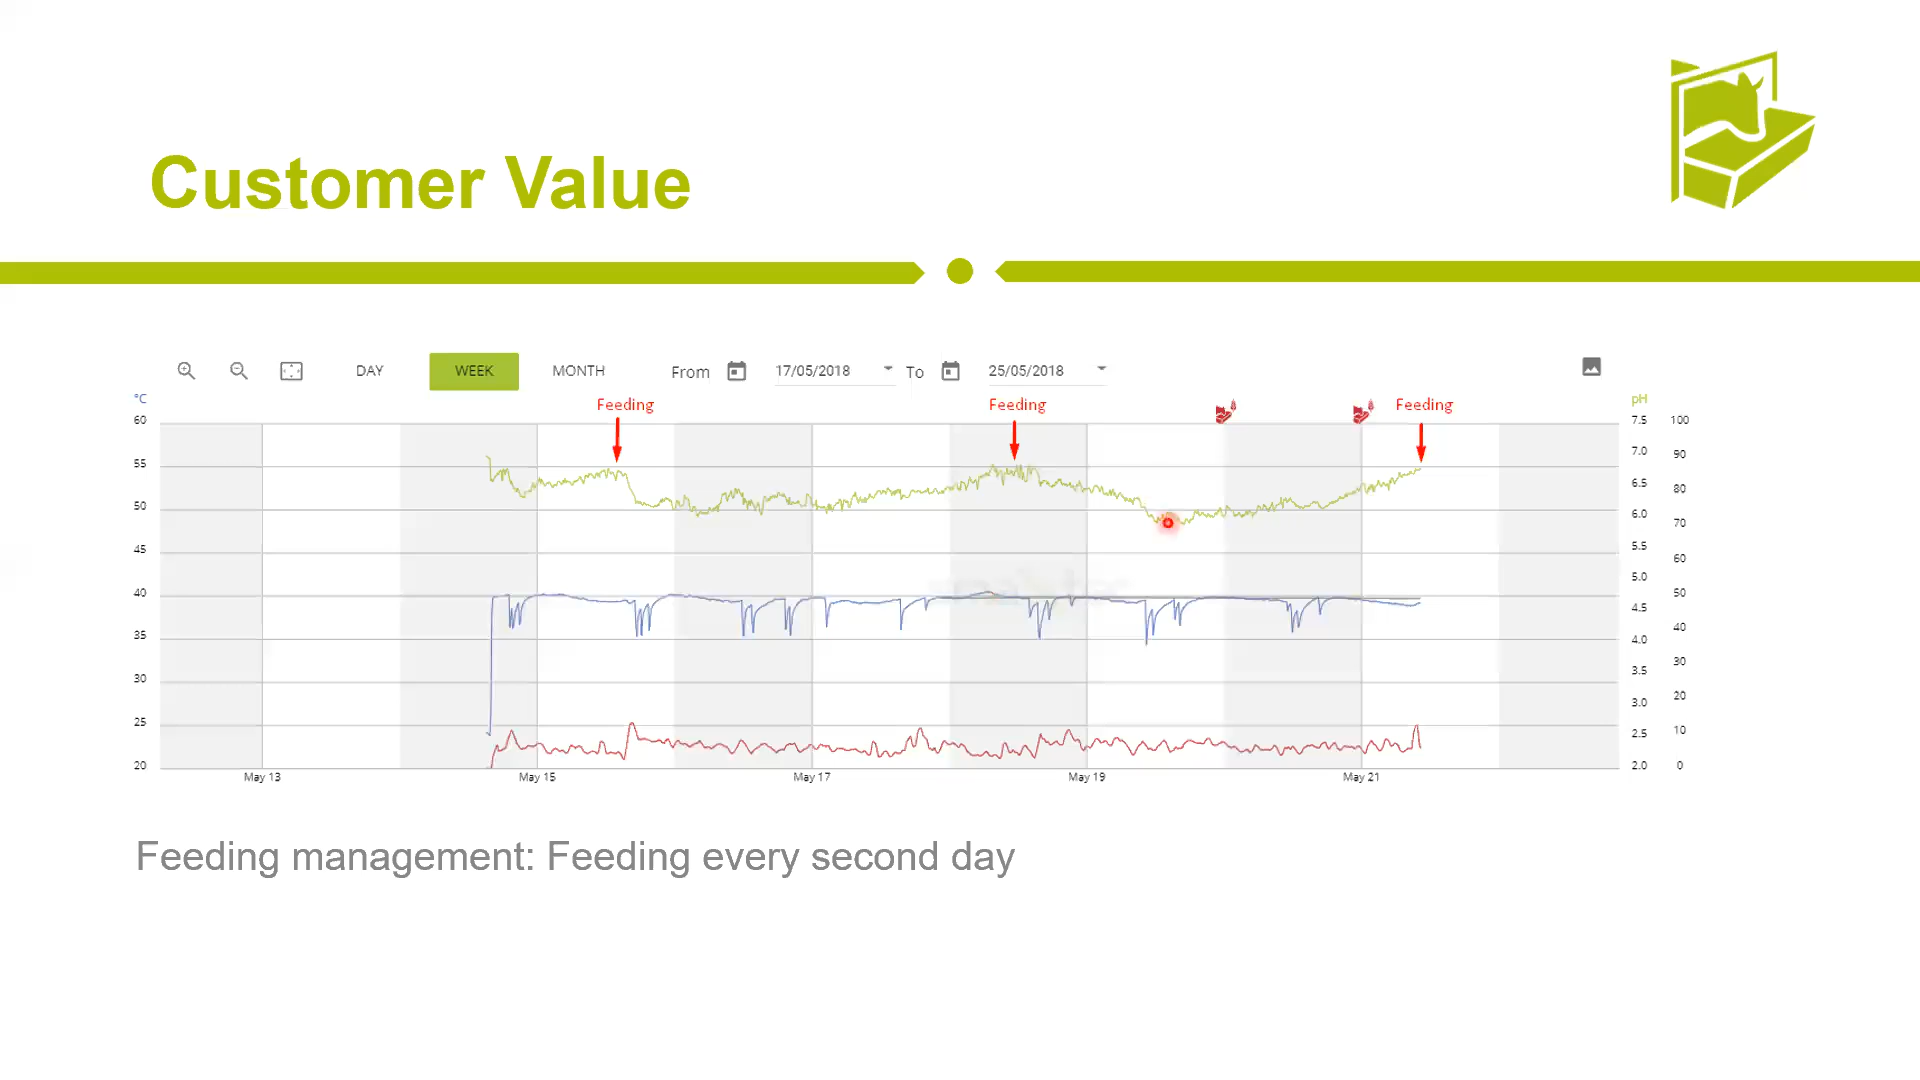 Customer Value
DAY WEEK MONTH From 17/05/2018 To 25/05/2018
Feeding Feeding Feeding
°C pH
60 7.5 100
55 7.0 90
50 6.5 80
45 6.0 70
40 5.5 60
35 5.0 50
30 4.5 40
25 4.0 30
20 3.5 20
3.0 10
2.5 0
2.0
May 13 May 15 May 17 May 19 May 21
Feeding management: Feeding every second day